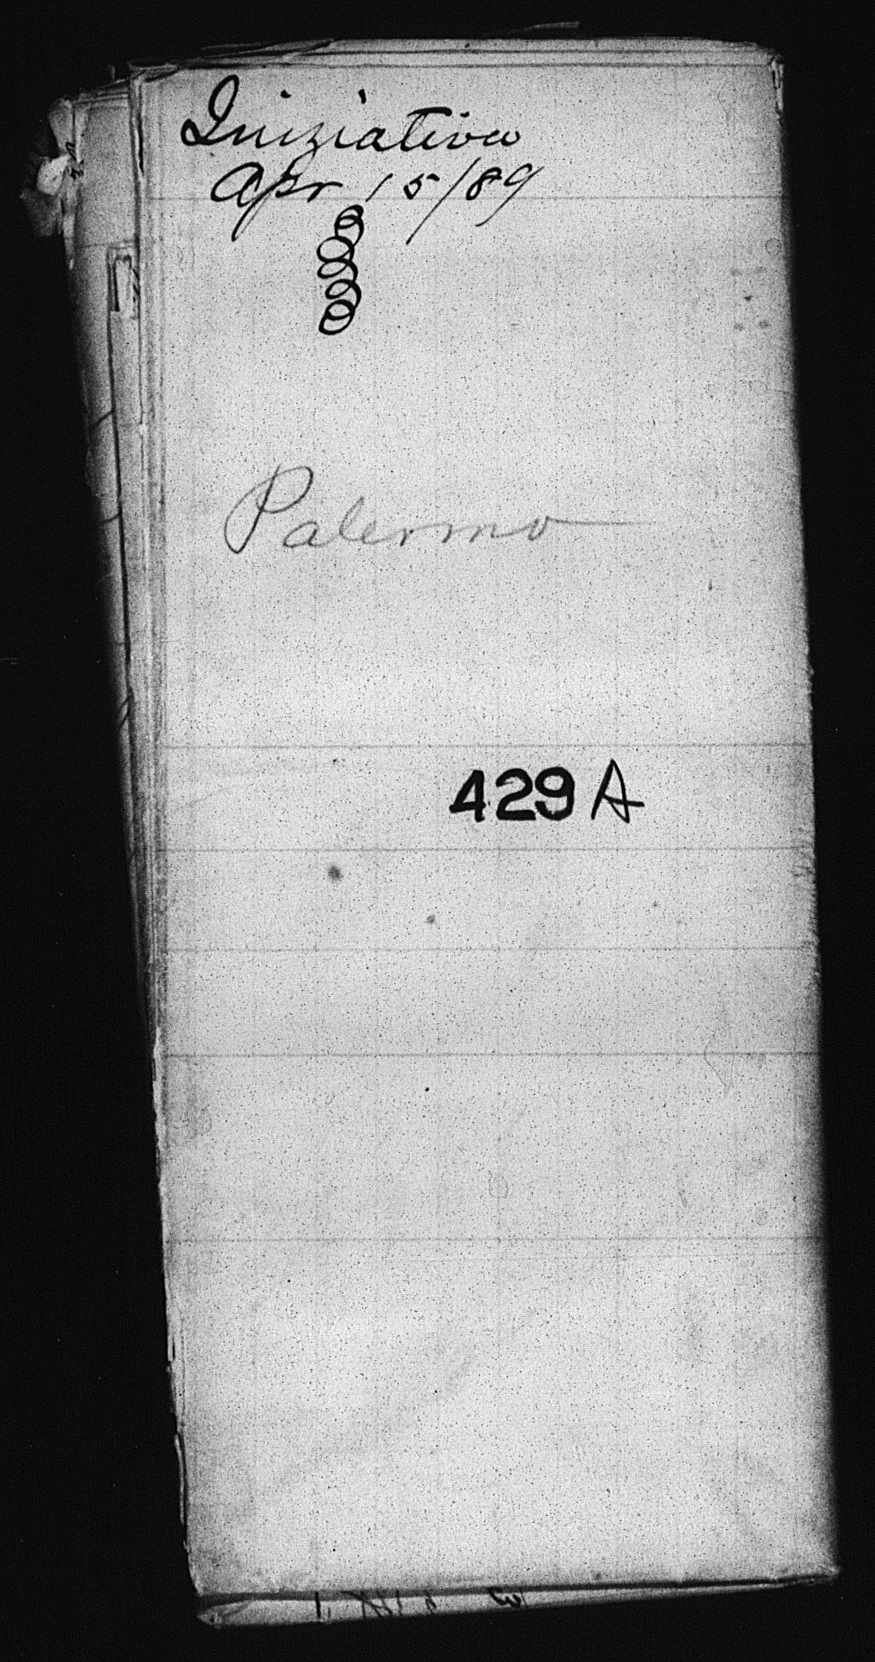 Iniziativa
Apr 15/89
Palermo
429 A